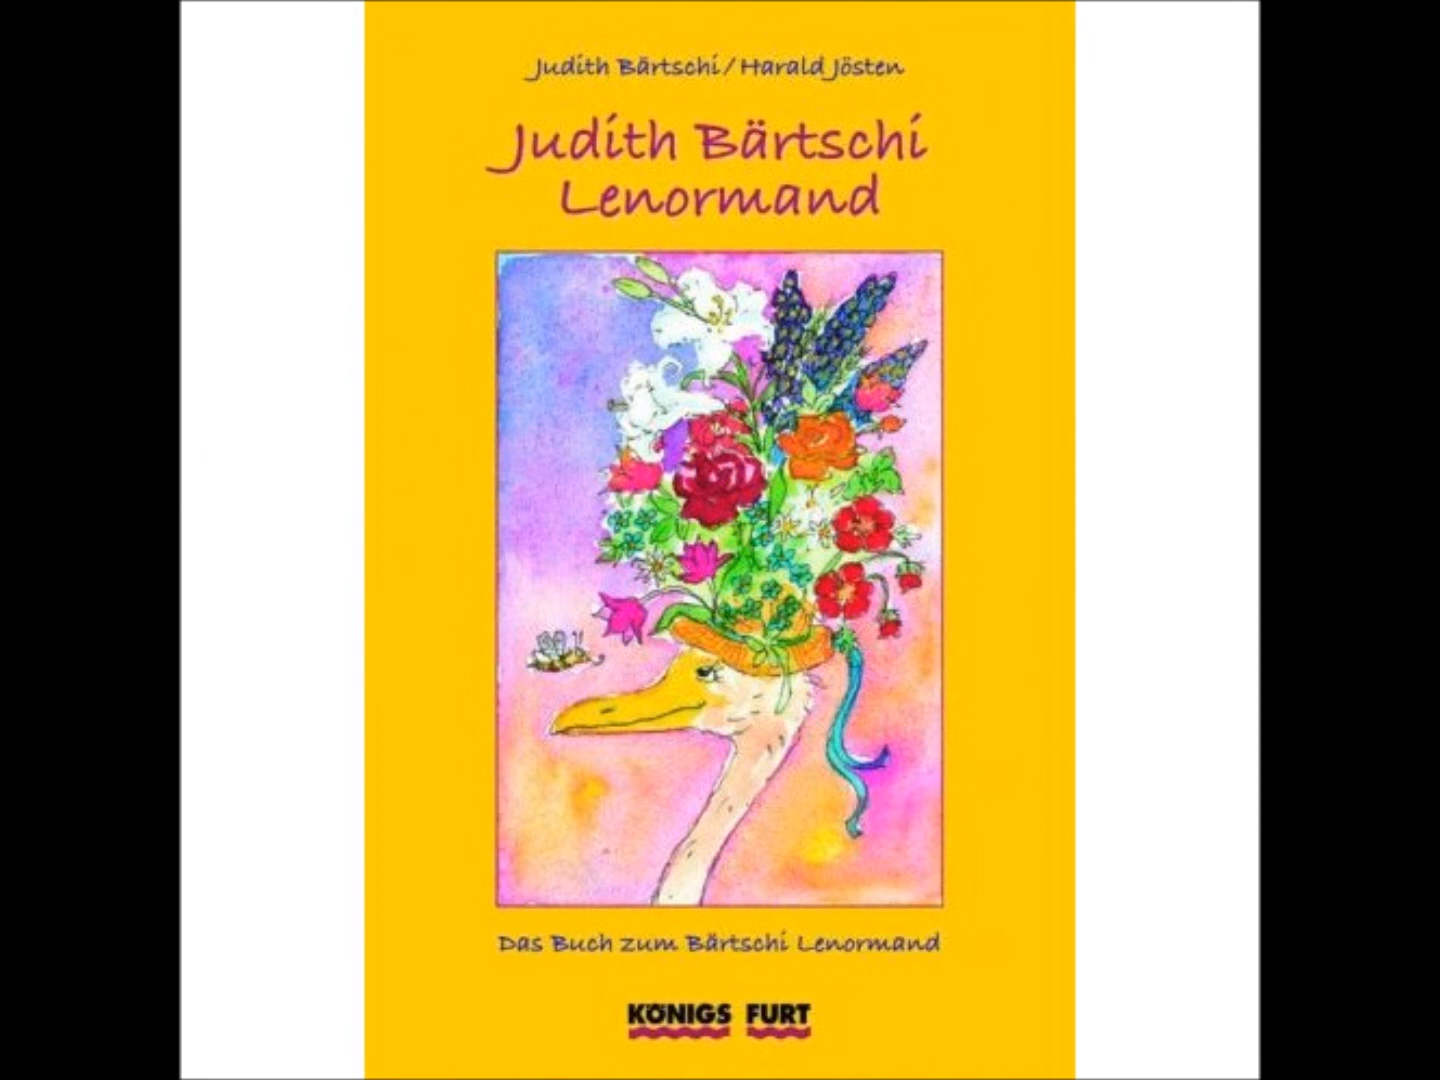 Judith Bärtschi / Harald Jösten
Judith Bärtschi
Lenormand
Das Buch zum Bärtschi Lenormand
KÖNIGS FURT